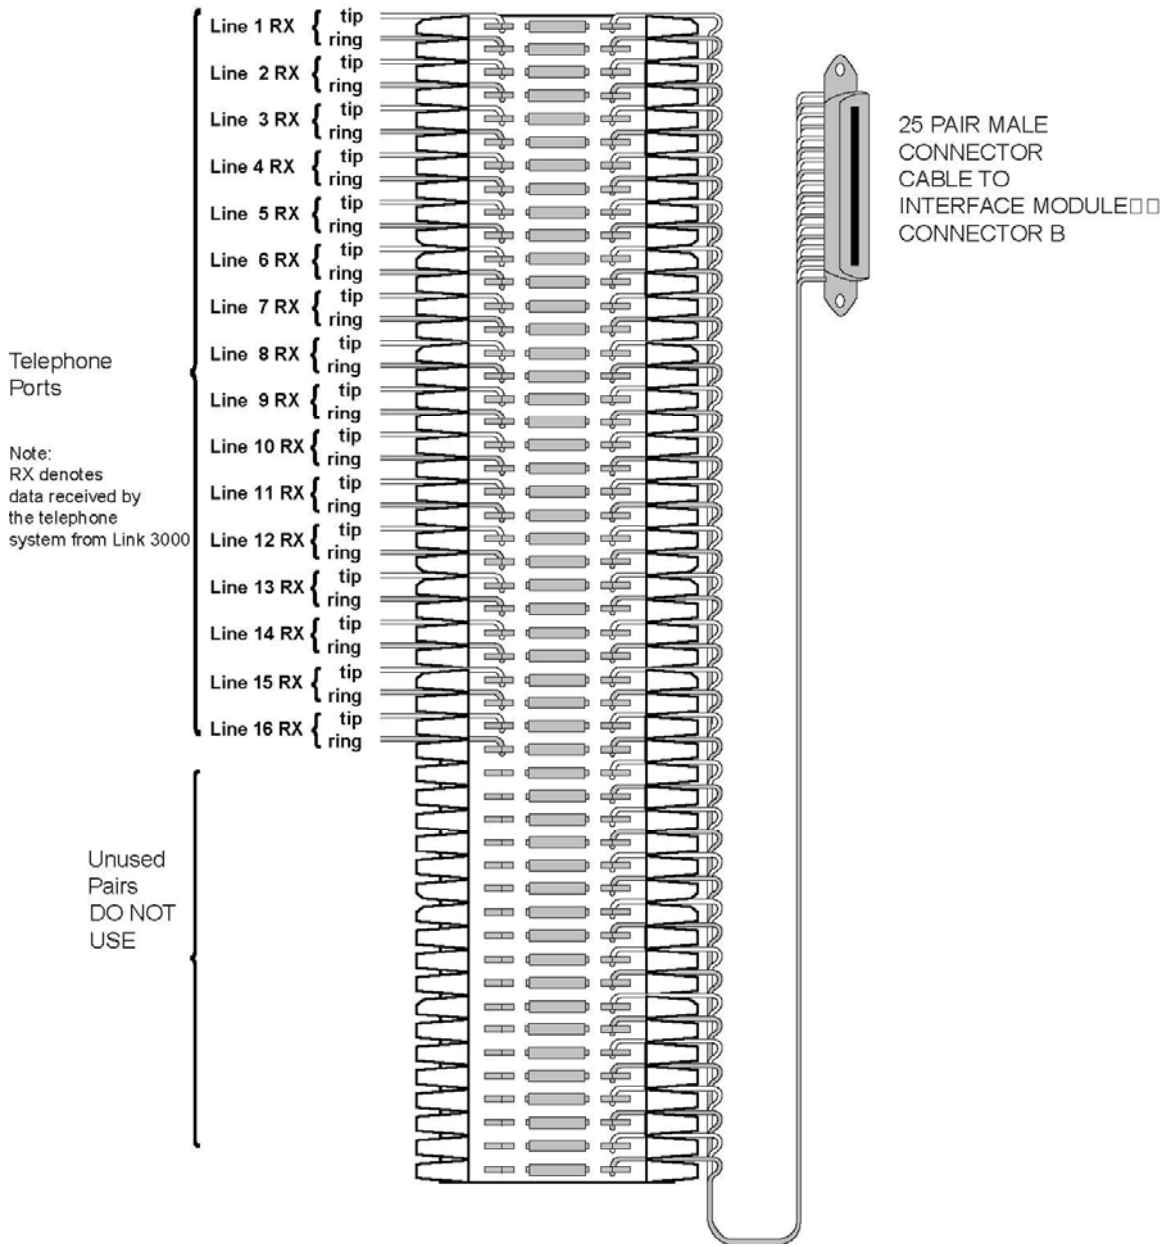 Line 1 RX { tip
ring
Line 2 RX { tip
ring
Line 3 RX { tip
ring
Line 4 RX { tip
ring
Line 5 RX { tip
ring
Line 6 RX { tip
ring
Line 7 RX { tip
ring
Line 8 RX { tip
ring
Line 9 RX { tip
ring
Line 10 RX { tip
ring
Line 11 RX { tip
ring
Line 12 RX { tip
ring
Line 13 RX { tip
ring
Line 14 RX { tip
ring
Line 15 RX { tip
ring
Line 16 RX { tip
ring
Telephone
Ports
Note:
RX denotes
data received by
the telephone
system from Link 3000
Unused
Pairs
DO NOT
USE
25 PAIR MALE
CONNECTOR
CABLE TO
INTERFACE MODULE□□
CONNECTOR B